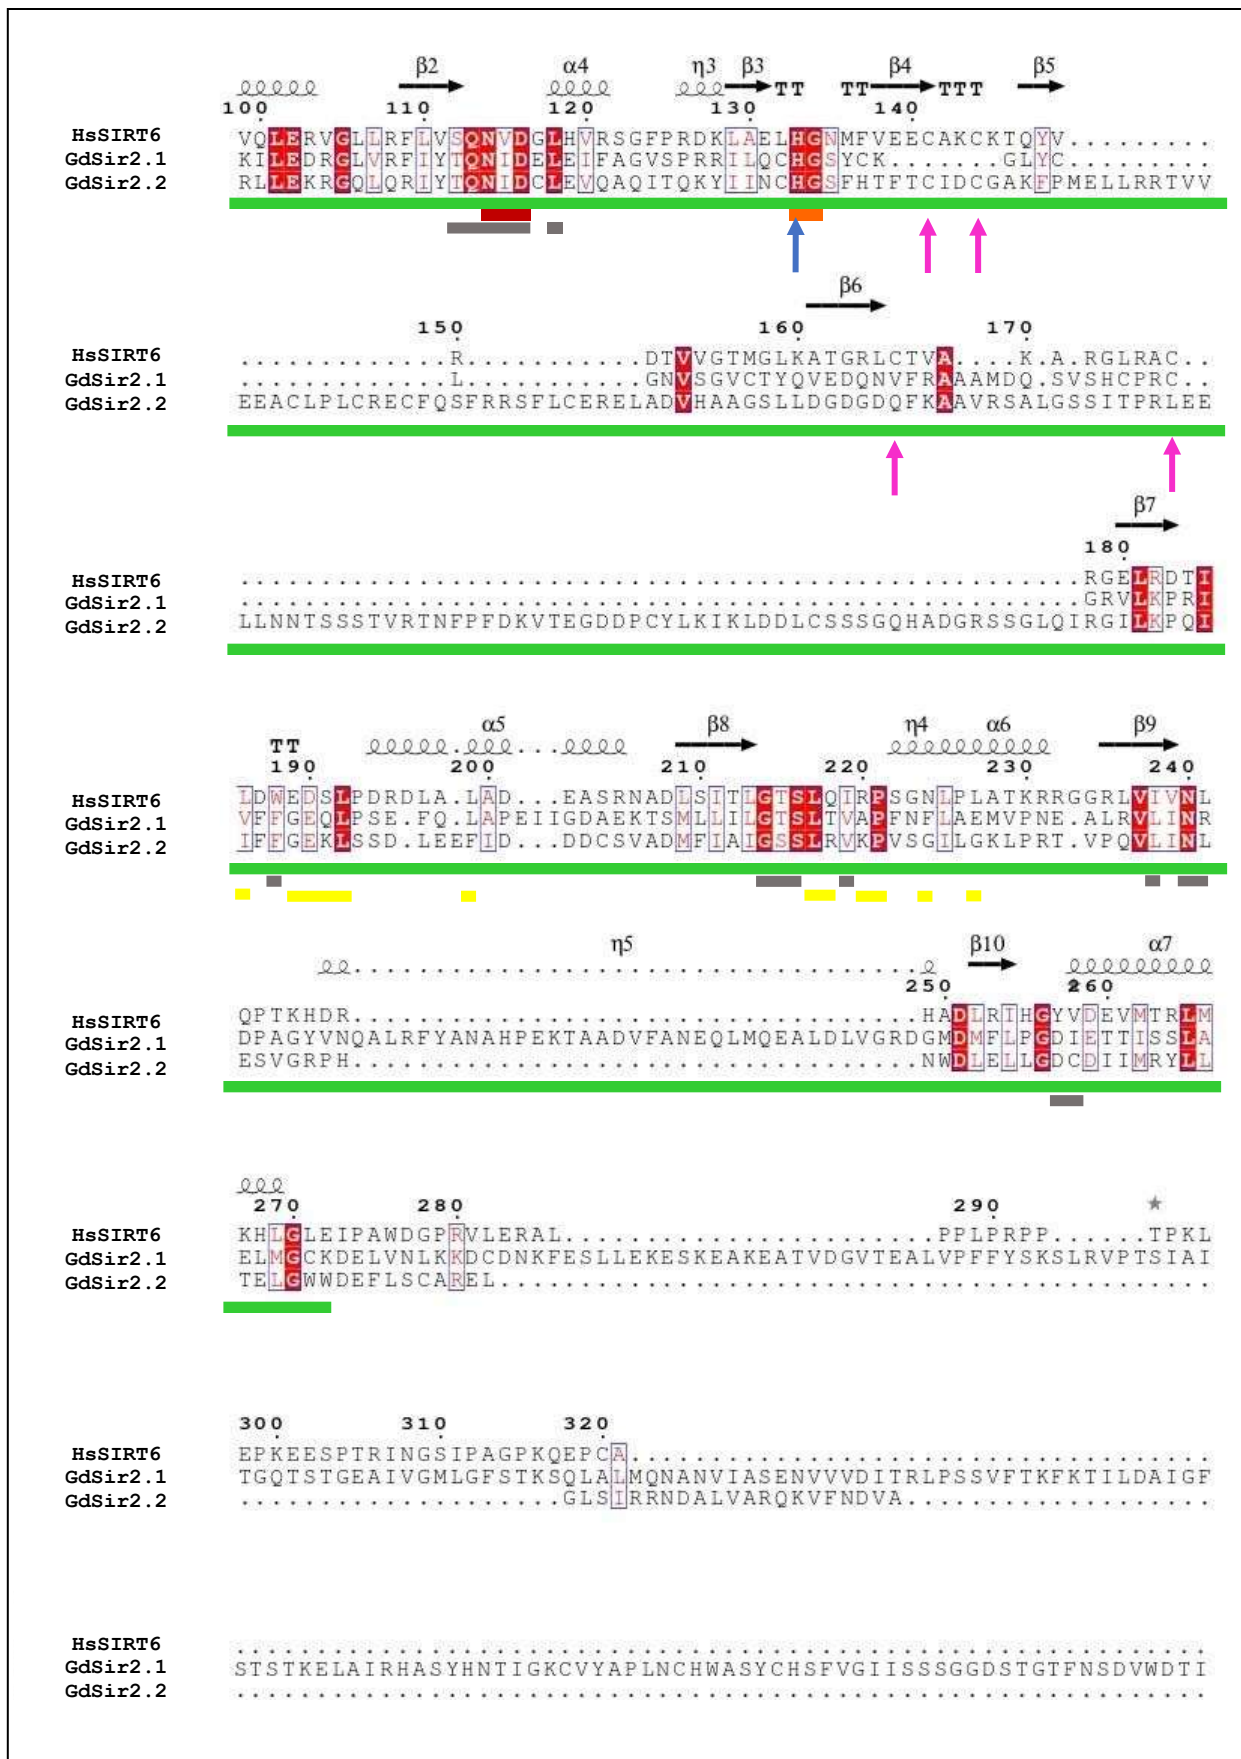 β2 α4 η3 β3 β4 β5
TT TT TTT
100 110 120 130 140
HsSIRT6 VQLERVGLLRFLVSQNVDGLHVRSGFPRDKLAELHGNMFVEECAKCKTQYV.........
GdSir2.1 KILEDRGLVRFIYTQNIDELEIFAGVSPRRILQCHGSYCK.......GLYC.........
GdSir2.2 RLLEKRGQLQRIYTQNIDCLEVQAQITQKYIINCHGSFHTFTCIDCGAKFPMELLRRTVV
β6
150 160 170
HsSIRT6 .............R...........DTVVGTMGLKATGRLCTVA....K.A.RGLRAC..
GdSir2.1 .............L...........GNVSGVCTYQVEDQNVFRAAAMDQ.SVSHCPRC..
GdSir2.2 EEACLPLCRECFQSFRRSFLCERELADVHAAGSLLDGDGDQFKAAVRSALGSSITPRLEE
β7
180
HsSIRT6 ....................................................RGELRDTI
GdSir2.1 ....................................................GRVLKPRI
GdSir2.2 LLNNTSSSTVRTNFPFDKVTEGDDPCYLKIKLDDLCSSSGQHADGRSSGLQIRGILKPQI
α5 β8 η4 α6 β9
TT
190 200 210 220 230 240
HsSIRT6 LDWEDSLPDRDLA.LAD...EASRNADLSITLGTSLQIRPSGNLPLATKRRGGRLVIVNL
GdSir2.1 VFFGEQLPSE.FQ.LAPEIIGDAEKTSMLLILGTSLTVAPFNFLAEMVPNE.ALRVLINR
GdSir2.2 IFFGEKLSSD.LEEFID...DDCSVADMFIAIGSSLRVKPVSGILGKLPRT.VPQVLINL
η5 β10 α7
250 260
HsSIRT6 QPTKHDR...................................HADLRIHGYVDEVMTRLM
GdSir2.1 DPAGYVNQALRFYANAHPEKTAADVFANEQLMQEALDLVGRDGMDMFLPGDIETTISSLA
GdSir2.2 ESVGRPH...................................NWDLELLGDCDIIMRYLL
270 280 290 ★
HsSIRT6 KHLGLEIPAWDGPRVLERAL.......................PPLPRPP......TPKL
GdSir2.1 ELMGCKDELVNLKKDCDNKFESLLEKESKEAKEATVDGVTEALVPFFYSKSLRVPTSIAI
GdSir2.2 TELGWWDEFLSCAREL............................................
300 310 320
HsSIRT6 EPKEESPTRINGSIPAGPKQEPCA....................................
GdSir2.1 TGQTSTGEAIVGMLGFSTKSQLALMQNANVIASENVVVDITRLPSSVFTKFKTILDAIGF
GdSir2.2 ....................GLSIRRNDALVARQKVFNDVA...................
HsSIRT6 ............................................................
GdSir2.1 STSTKELAIRHASYHNTIGKCVYAPLNCHWASYCHSFVGIISSSGGDSTGTFNSDVWDTI
GdSir2.2 ............................................................